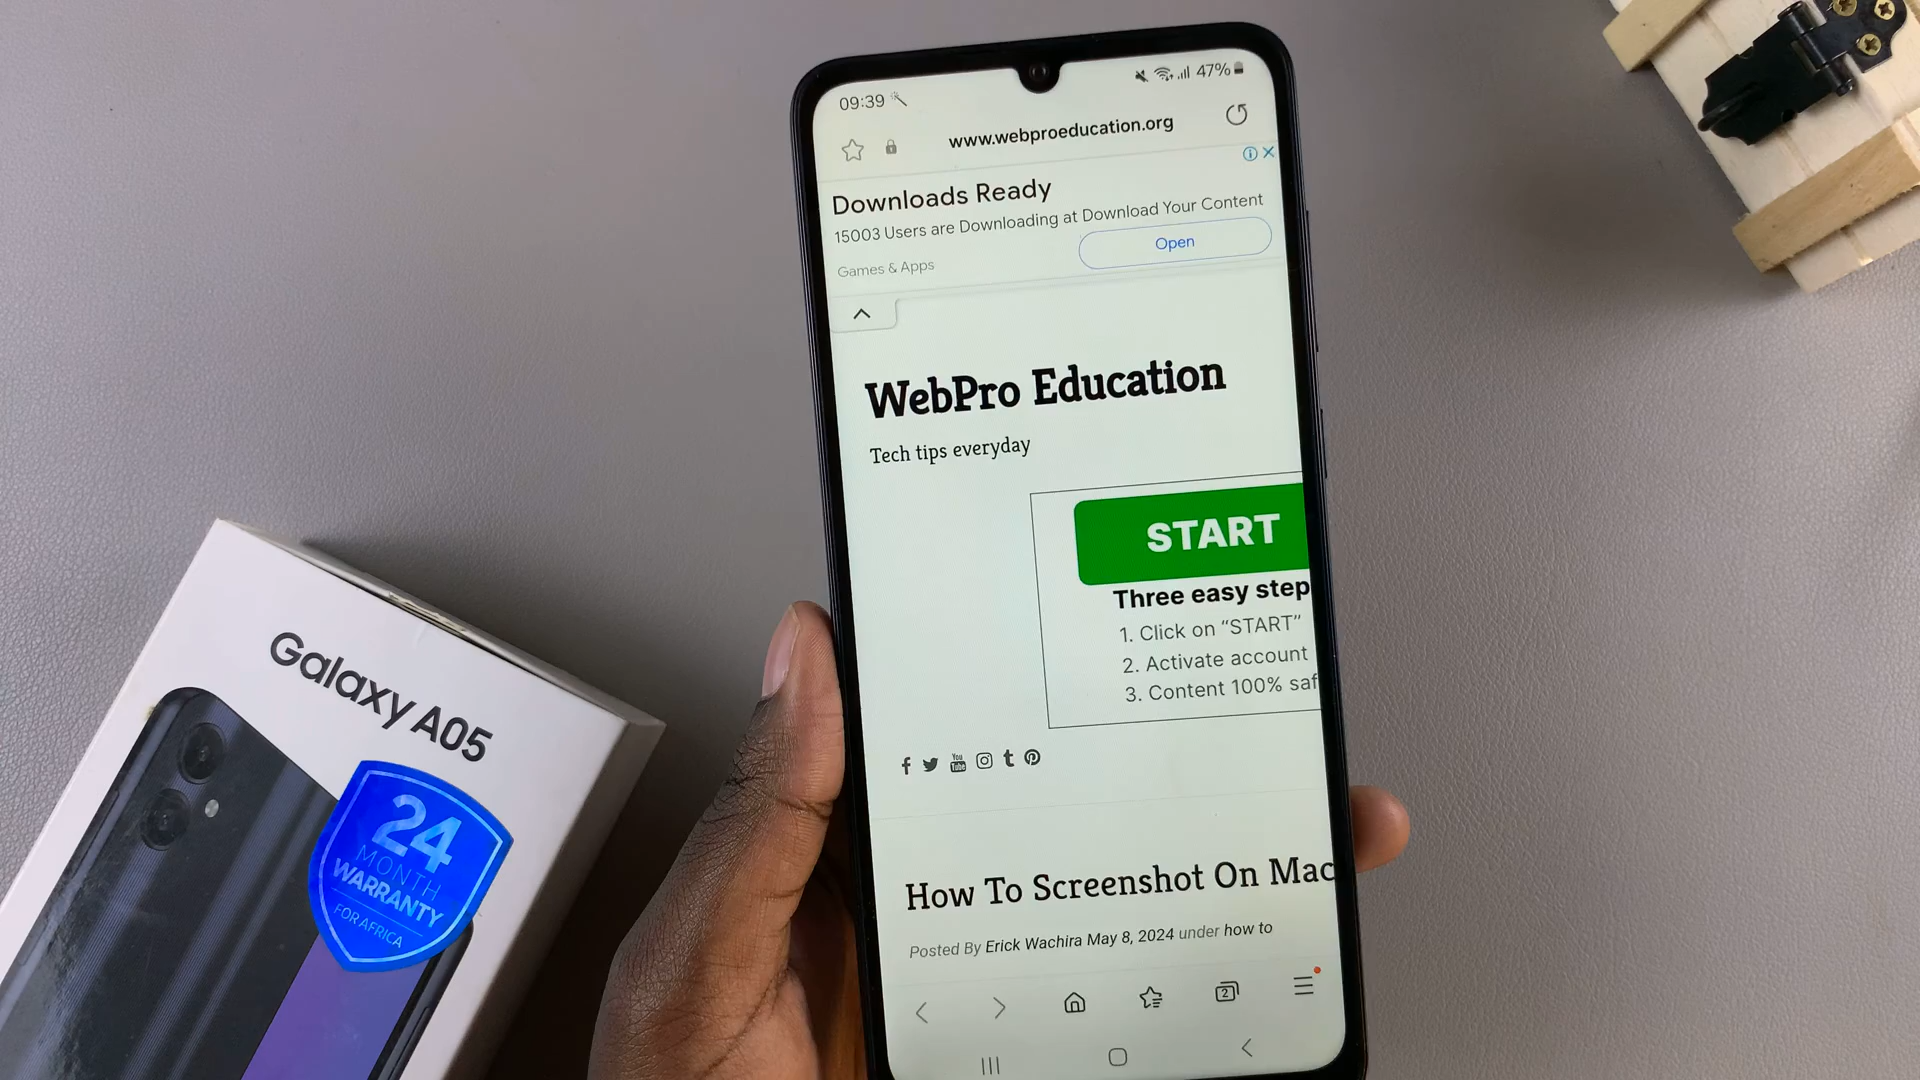 09:39
47%
www.webproeducation.org
Downloads Ready
15003 Users are Downloading at Download Your Content
Open
Games & Apps
WebPro Education
Tech tips everyday
START
Three easy step
1. Click on “START”
2. Activate account
3. Content 100% saf
You
Tube
How To Screenshot On Mac
Posted By Erick Wachira May 8, 2024 under how to
2
Galaxy A05
24
MONTH
WARRANTY
FOR AFRICA